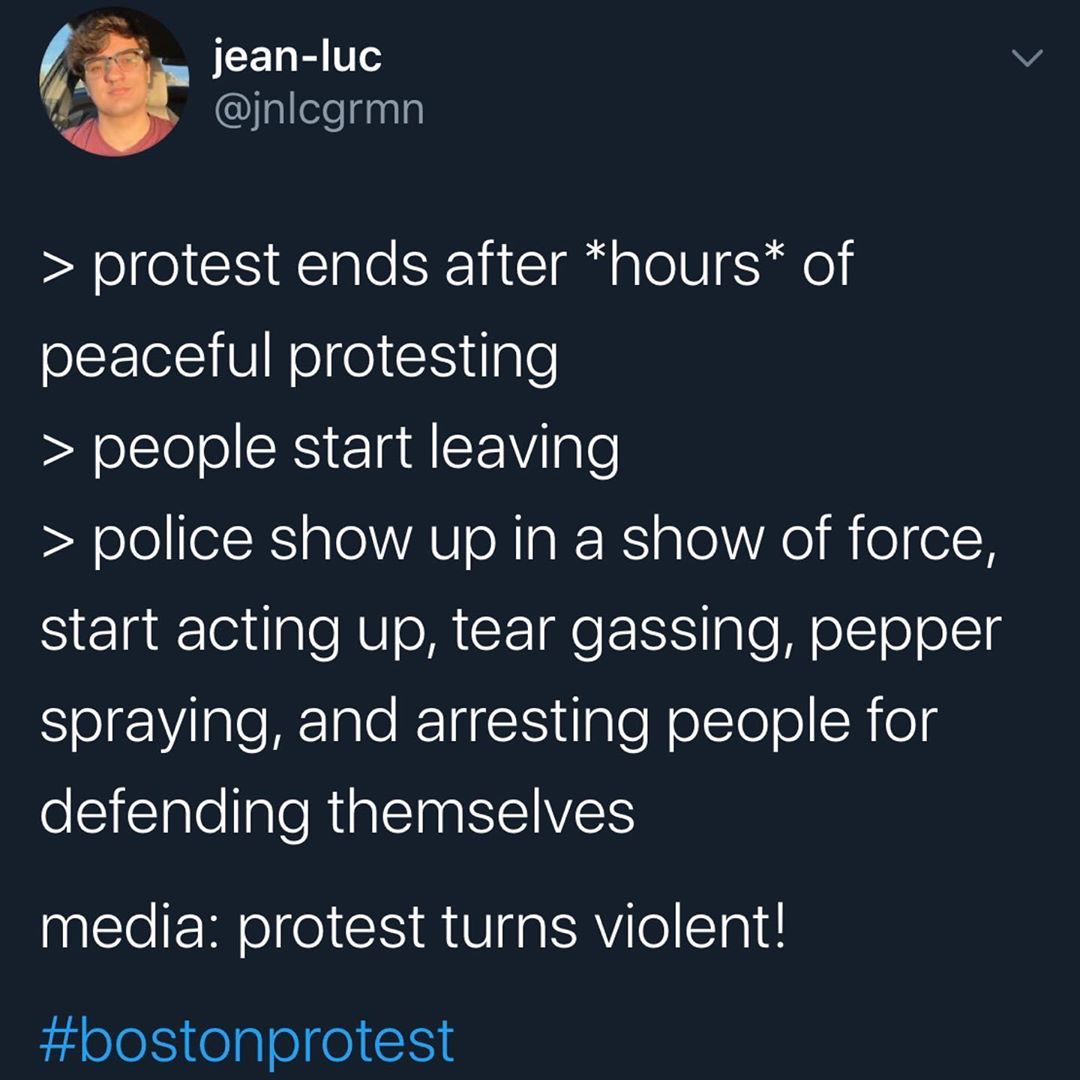 jean-luc
@jnlcgrmn
> protest ends after *hours* of
peaceful protesting
> people start leaving
> police show up in a show of force,
start acting up, tear gassing, pepper
spraying, and arresting people for
defending themselves
media: protest turns violent!
#bostonprotest